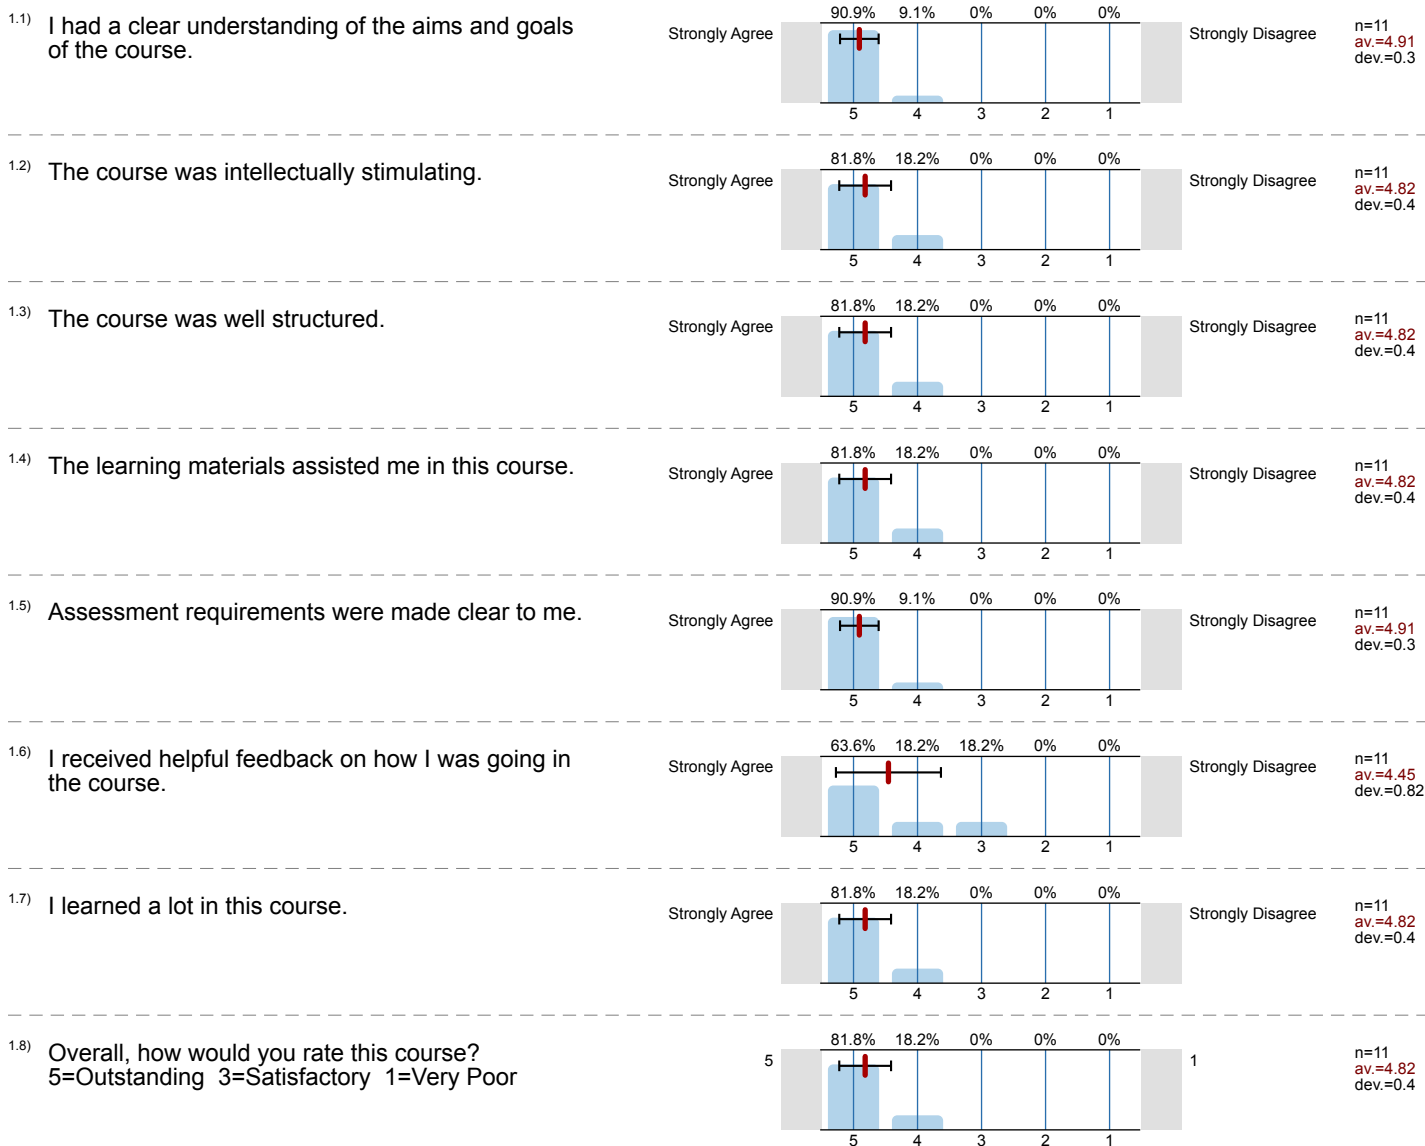 1.1) I had a clear understanding of the aims and goals
of the course.
90.9% 9.1% 0% 0% 0%
Strongly Agree Strongly Disagree
n=11
av.=4.91
dev.=0.3
5 4 3 2 1
1.2) The course was intellectually stimulating.
81.8% 18.2% 0% 0% 0%
Strongly Agree Strongly Disagree
n=11
av.=4.82
dev.=0.4
5 4 3 2 1
1.3) The course was well structured.
81.8% 18.2% 0% 0% 0%
Strongly Agree Strongly Disagree
n=11
av.=4.82
dev.=0.4
5 4 3 2 1
1.4) The learning materials assisted me in this course.
81.8% 18.2% 0% 0% 0%
Strongly Agree Strongly Disagree
n=11
av.=4.82
dev.=0.4
5 4 3 2 1
1.5) Assessment requirements were made clear to me.
90.9% 9.1% 0% 0% 0%
Strongly Agree Strongly Disagree
n=11
av.=4.91
dev.=0.3
5 4 3 2 1
1.6) I received helpful feedback on how I was going in
the course.
63.6% 18.2% 18.2% 0% 0%
Strongly Agree Strongly Disagree
n=11
av.=4.45
dev.=0.82
5 4 3 2 1
1.7) I learned a lot in this course.
81.8% 18.2% 0% 0% 0%
Strongly Agree Strongly Disagree
n=11
av.=4.82
dev.=0.4
5 4 3 2 1
1.8) Overall, how would you rate this course?
5=Outstanding 3=Satisfactory 1=Very Poor
81.8% 18.2% 0% 0% 0%
5 1
n=11
av.=4.82
dev.=0.4
5 4 3 2 1